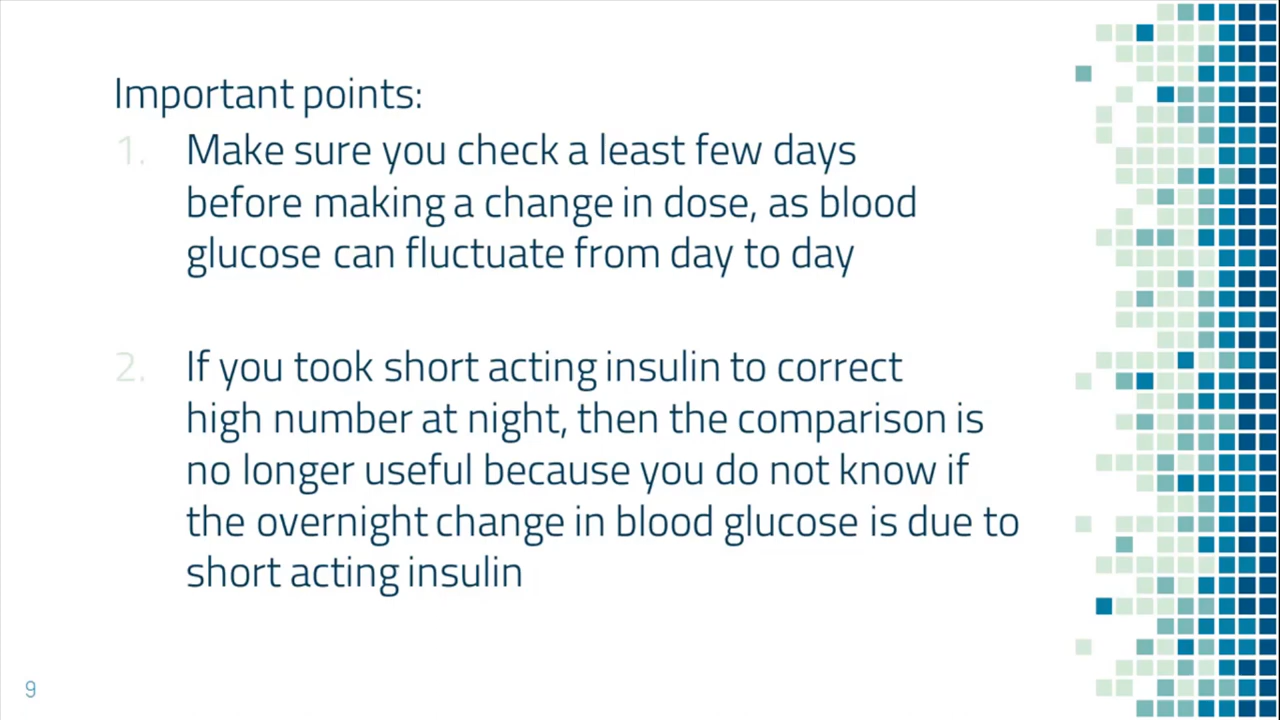 Important points:
1. Make sure you check a least few days
before making a change in dose, as blood
glucose can fluctuate from day to day
2. If you took short acting insulin to correct
high number at night, then the comparison is
no longer useful because you do not know if
the overnight change in blood glucose is due to
short acting insulin
9